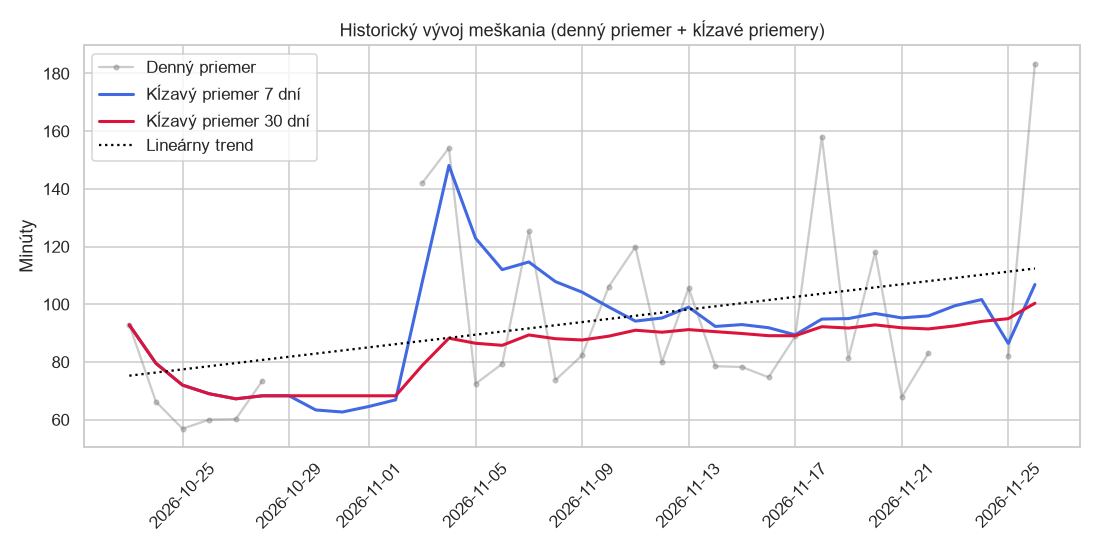 Historický vývoj meškania (denný priemer + kĺzavé priemery)
Denný priemer
Kĺzavý priemer 7 dní
Kĺzavý priemer 30 dní
Lineárny trend
Minúty
180
160
140
120
100
80
60
2026-10-25
2026-10-29
2026-11-01
2026-11-05
2026-11-09
2026-11-13
2026-11-17
2026-11-21
2026-11-25